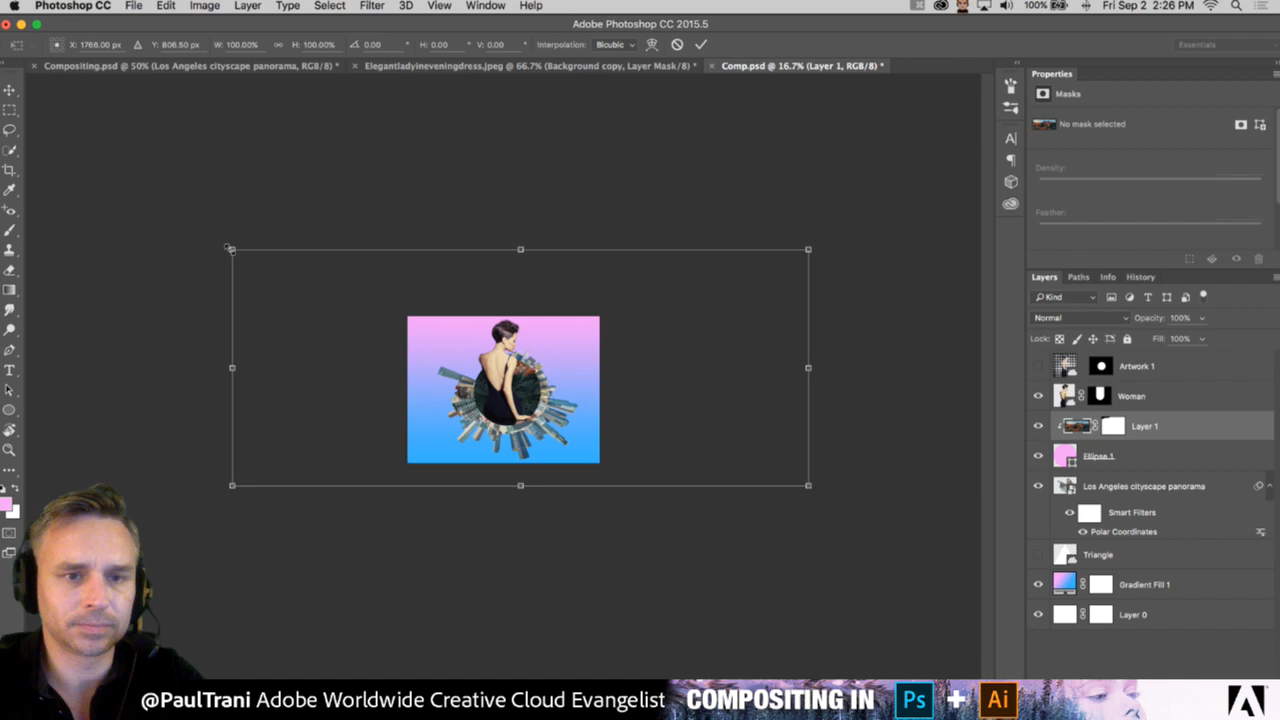 Photoshop CC File Edit Image Layer Type Select Filter 3D View Window Help 100% Fri Sep 2 2:26 PM
Adobe Photoshop CC 2015.5
X: 1766.00 px Y: 806.50 px W: 100.00% H: 100.00% 0.00 ° H: 0.00 ° V: 0.00 ° Interpolation: Bicubic Essentials
Compositing.psd @ 50% (Los Angeles cityscape panorama, RGB/8) * Elegantladyineveningdress.jpeg @ 66.7% (Background copy, Layer Mask/8) * Comp.psd @ 16.7% (Layer 1, RGB/8) *
Properties
Masks
No mask selected
Density:
Feather:
Layers Paths Info History
Kind
Normal Opacity: 100%
Lock: Fill: 100%
Artwork 1
Woman
Layer 1
Ellipse 1
Los Angeles cityscape panorama
Smart Filters
Polar Coordinates
Triangle
Gradient Fill 1
Layer 0
@PaulTrani Adobe Worldwide Creative Cloud Evangelist COMPOSITING IN Ps + Ai